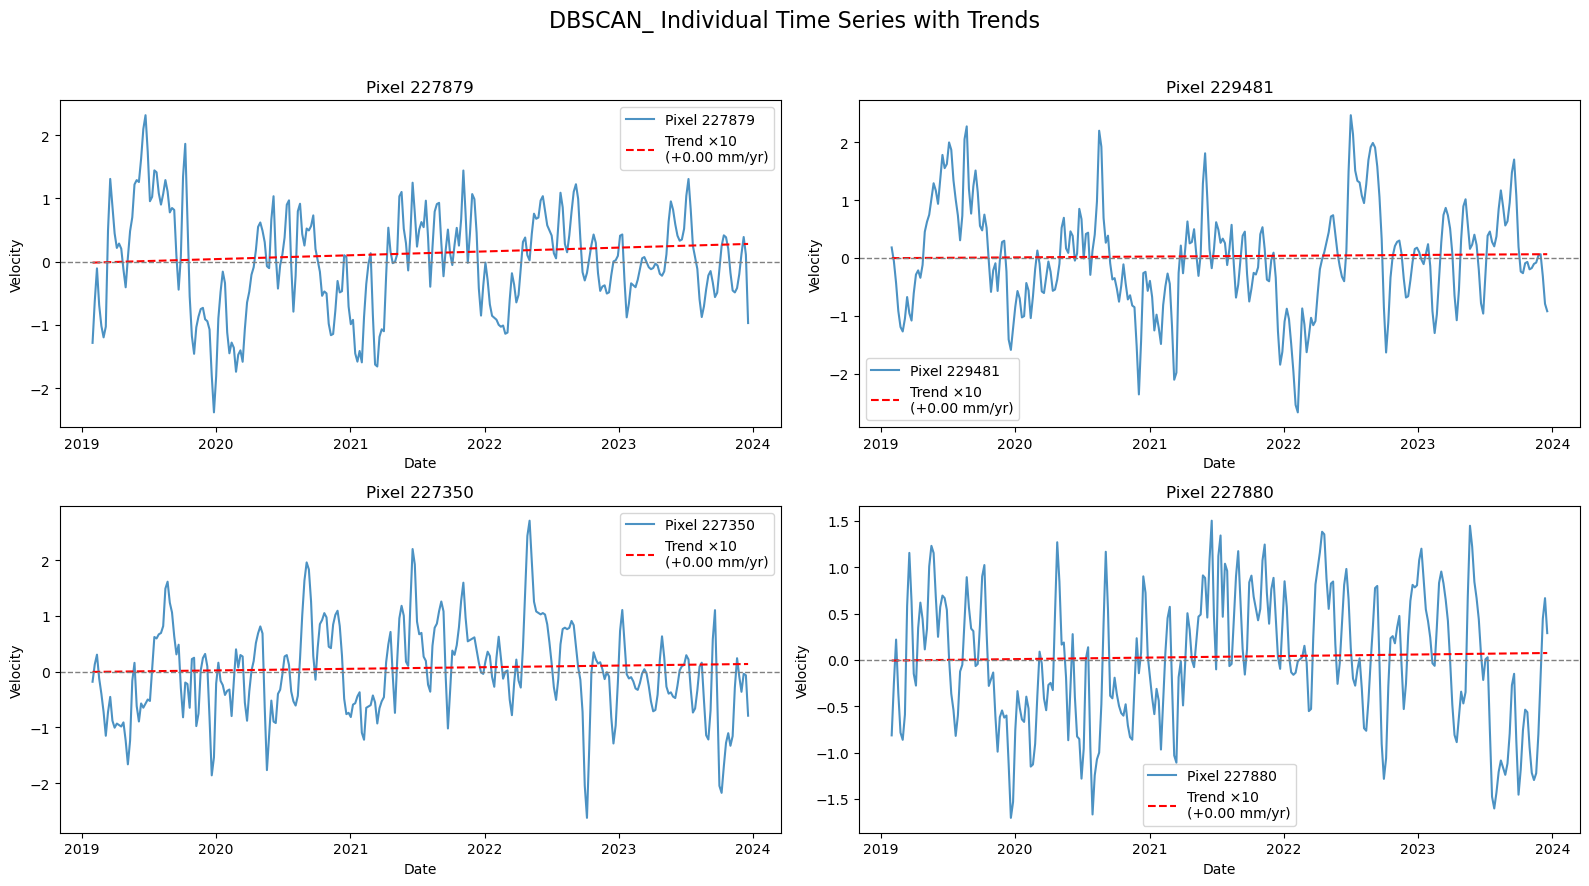 DBSCAN_ Individual Time Series with Trends
Pixel 227879
Velocity
2
1
0
−1
−2
Pixel 227879
Trend ×10
(+0.00 mm/yr)
2019
2020
2021
2022
2023
2024
Date
Pixel 229481
Velocity
2
1
0
−1
−2
Pixel 229481
Trend ×10
(+0.00 mm/yr)
2019
2020
2021
2022
2023
2024
Date
Pixel 227350
Velocity
2
1
0
−1
−2
Pixel 227350
Trend ×10
(+0.00 mm/yr)
2019
2020
2021
2022
2023
2024
Date
Pixel 227880
Velocity
1.5
1.0
0.5
0.0
−0.5
−1.0
−1.5
Pixel 227880
Trend ×10
(+0.00 mm/yr)
2019
2020
2021
2022
2023
2024
Date